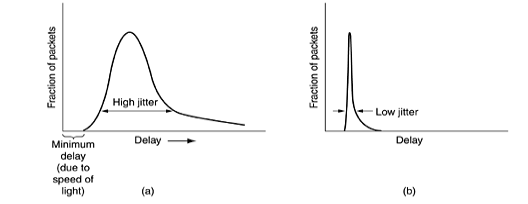 Fraction of packets
High jitter
Minimum
delay
(due to
speed of
light)
Delay
(a)
Fraction of packets
Low jitter
Delay
(b)